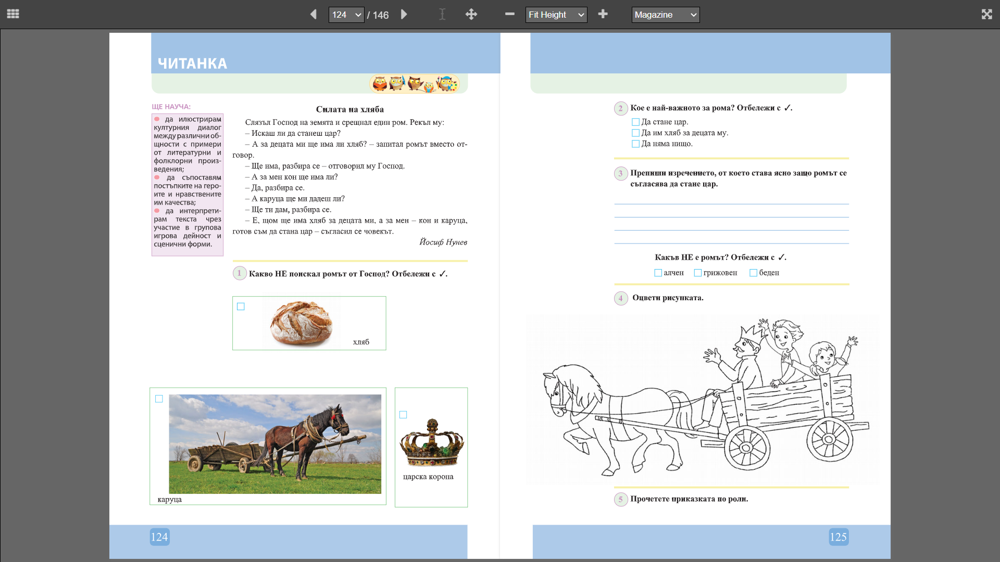 124
/ 146
Fit Height
Magazine
ЧИТАНКА
ЩЕ НАУЧА:
да илюстрирам
културния диалог
между различни об-
щности с примери
от литературни и
фолклорни произ-
ведения;
да съпоставям
постъпките на геро-
ите и нравствените
им качества;
да интерпрети-
рам текста чрез
участие в групова
игрова дейност и
сценични форми.
Силата на хляба
Слязъл Господ на земята и срещнал един ром. Рекъл му:
– Искаш ли да станеш цар?
– А за децата ми ще има ли хляб? – запитал ромът вместо от-
говор.
– Ще има, разбира се – отговорил му Господ.
– А за мен кон ще има ли?
– Да, разбира се.
– А каруца ще ми дадеш ли?
– Ще ти дам, разбира се.
– Е, щом ще има хляб за децата ми, а за мен – кон и каруца,
готов съм да стана цар – съгласил се човекът.
Йосиф Нунев
1 Какво НЕ поискал ромът от Господ? Отбележи с ✓.
хляб
каруца
царска корона
124
2 Кое е най-важното за рома? Отбележи с ✓.
Да стане цар.
Да им хляб за децата му.
Да няма нищо.
3 Препиши изречението, от което става ясно защо ромът се
съгласява да стане цар.
Какъв НЕ е ромът? Отбележи с ✓.
алчен грижовен беден
4 Оцвети рисунката.
5 Прочетете приказката по роли.
125